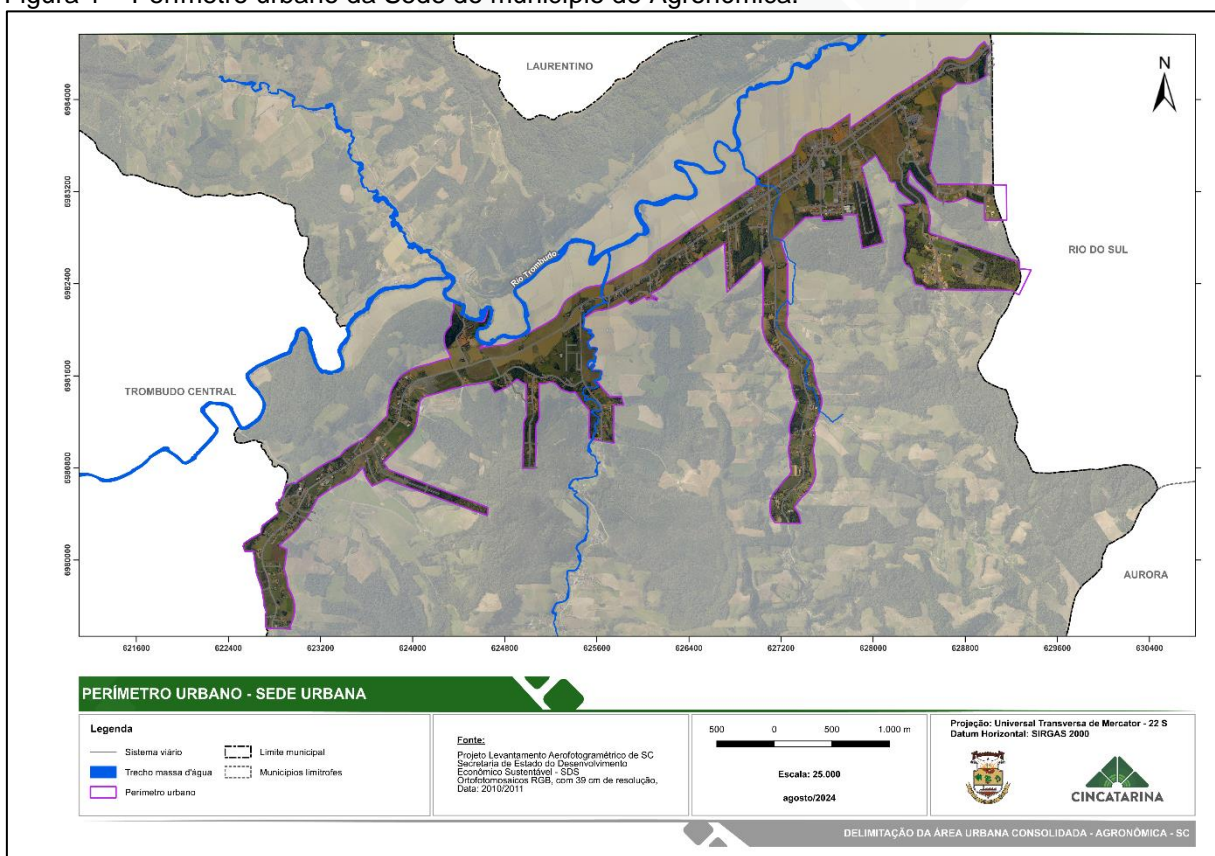 Figura 1 – Perímetro urbano da Sede do município de Agronômica.
LAURENTINO
N
6984000
6983200
RIO DO SUL
Rio Trombudo
6982400
6981600
TROMBUDO CENTRAL
6980800
6980000
AURORA
621600 622400 623200 624000 624800 625600 626400 627200 628000 628800 629600 630400
PERÍMETRO URBANO - SEDE URBANA
Legenda
Sistema viário
Limite municipal
Trecho massa d'água
Municípios limítrofes
Perímetro urbano
Fonte:
Projeto Levantamento Aerofotogramétrico de SC
Secretaria de Estado do Desenvolvimento
Econômico Sustentável - SDS
Ortofotomosaicos RGB, com 39 cm de resolução,
Data: 2010/2011
500 0 500 1.000 m
Escala: 25.000
agosto/2024
Projeção: Universal Transversa de Mercator - 22 S
Datum Horizontal: SIRGAS 2000
CINCATARINA
DELIMITAÇÃO DA ÁREA URBANA CONSOLIDADA - AGRONÔMICA - SC